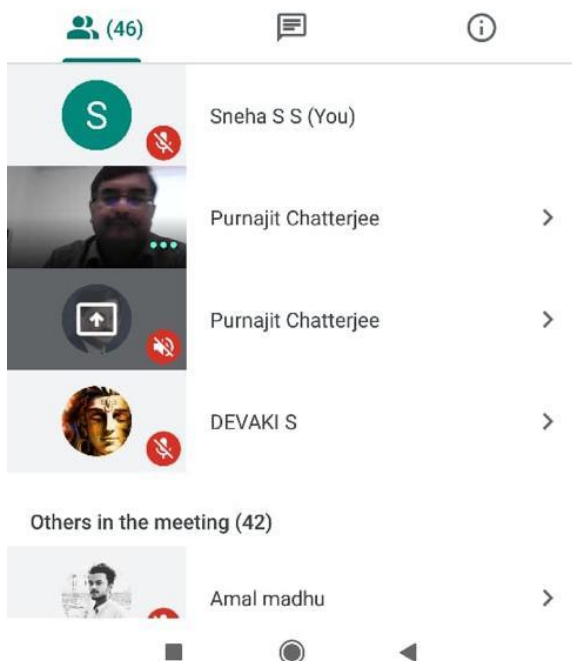 (46)
S
Sneha S S (You)
Purnajit Chatterjee
Purnajit Chatterjee
DEVAKI S
Others in the meeting (42)
Amal madhu